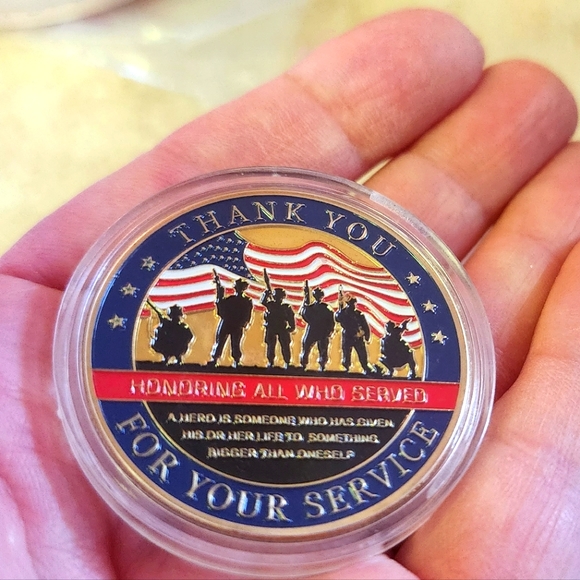 THANK YOU
HONORING ALL WHO SERVED
A HERO IS SOMEONE WHO HAS GIVEN
HIS OR HER LIFE TO SOMETHING
BIGGER THAN ONESELF
FOR YOUR SERVICE